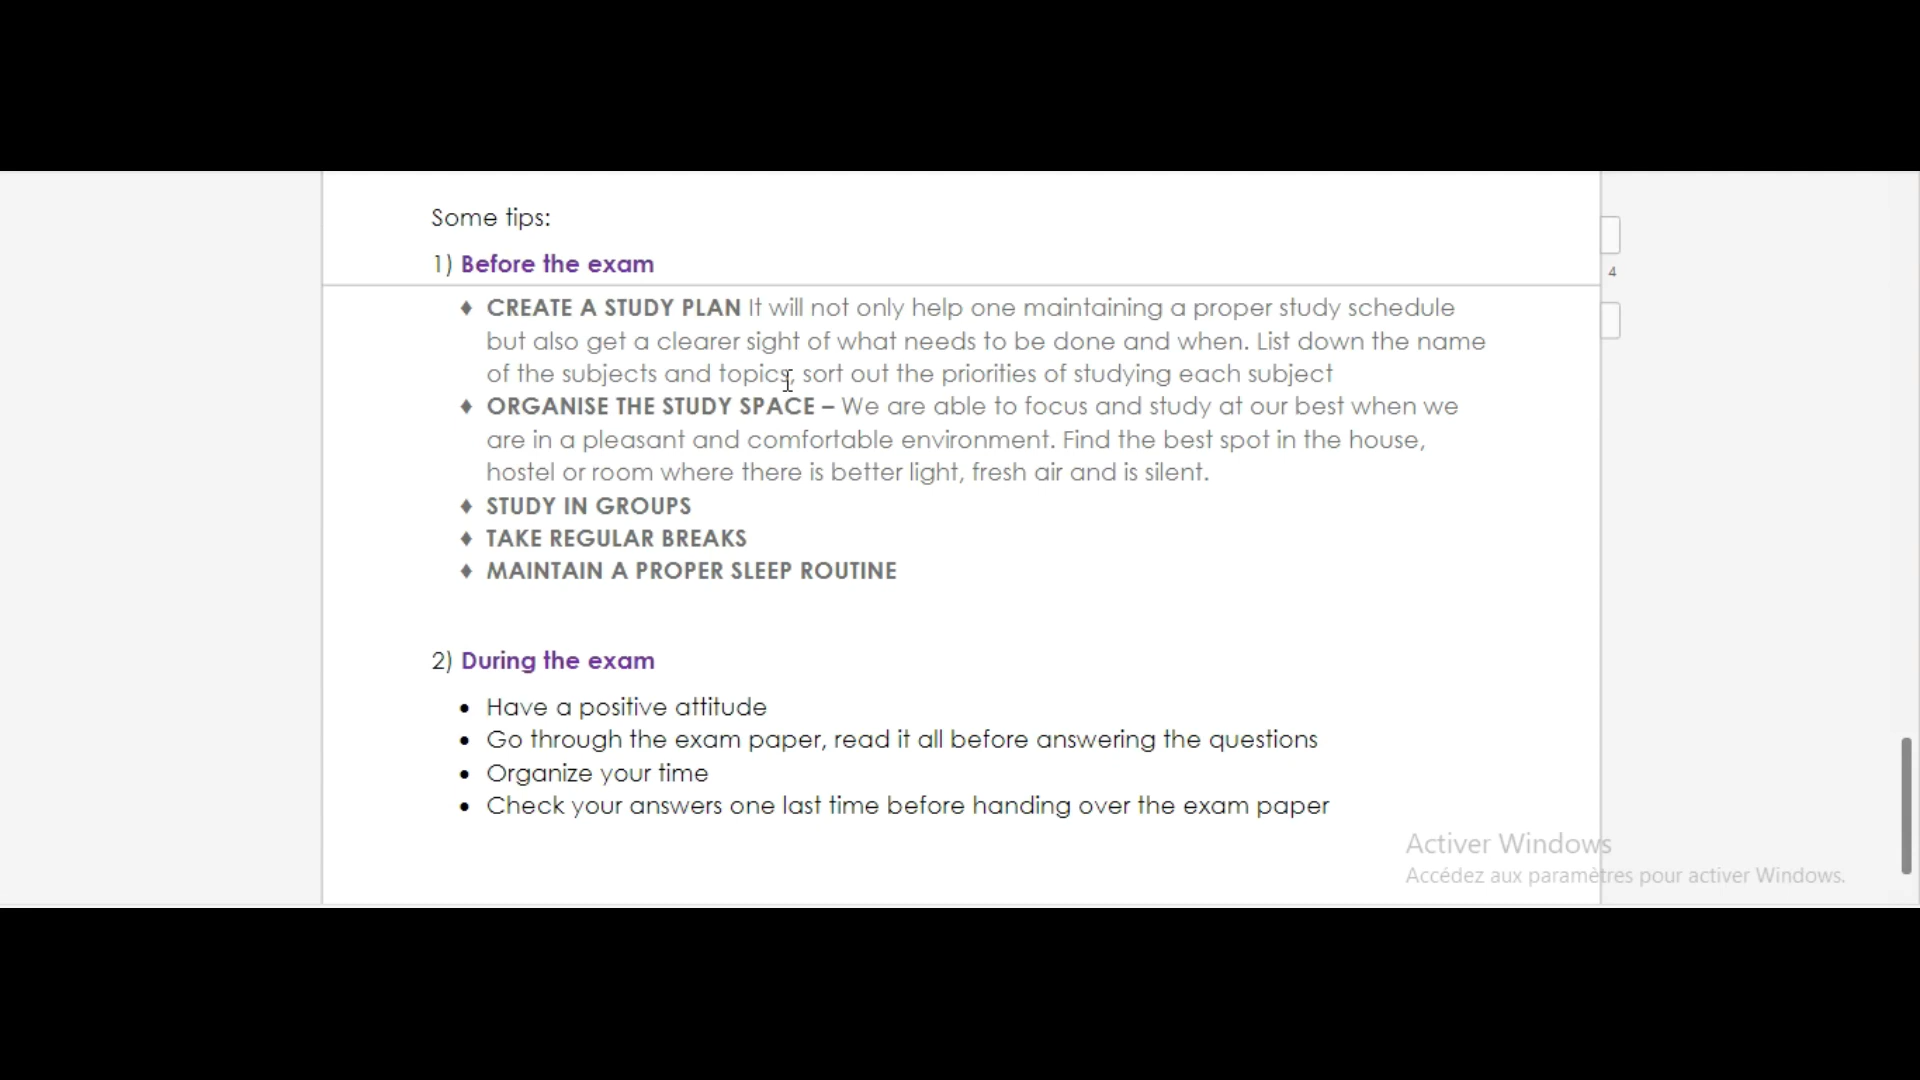 Some tips:
1) Before the exam
♦ CREATE A STUDY PLAN It will not only help one maintaining a proper study schedule
but also get a clearer sight of what needs to be done and when. List down the name
of the subjects and topics, sort out the priorities of studying each subject
♦ ORGANISE THE STUDY SPACE – We are able to focus and study at our best when we
are in a pleasant and comfortable environment. Find the best spot in the house,
hostel or room where there is better light, fresh air and is silent.
♦ STUDY IN GROUPS
♦ TAKE REGULAR BREAKS
♦ MAINTAIN A PROPER SLEEP ROUTINE
2) During the exam
• Have a positive attitude
• Go through the exam paper, read it all before answering the questions
• Organize your time
• Check your answers one last time before handing over the exam paper
4
Activer Windows
Accédez aux paramètres pour activer Windows.